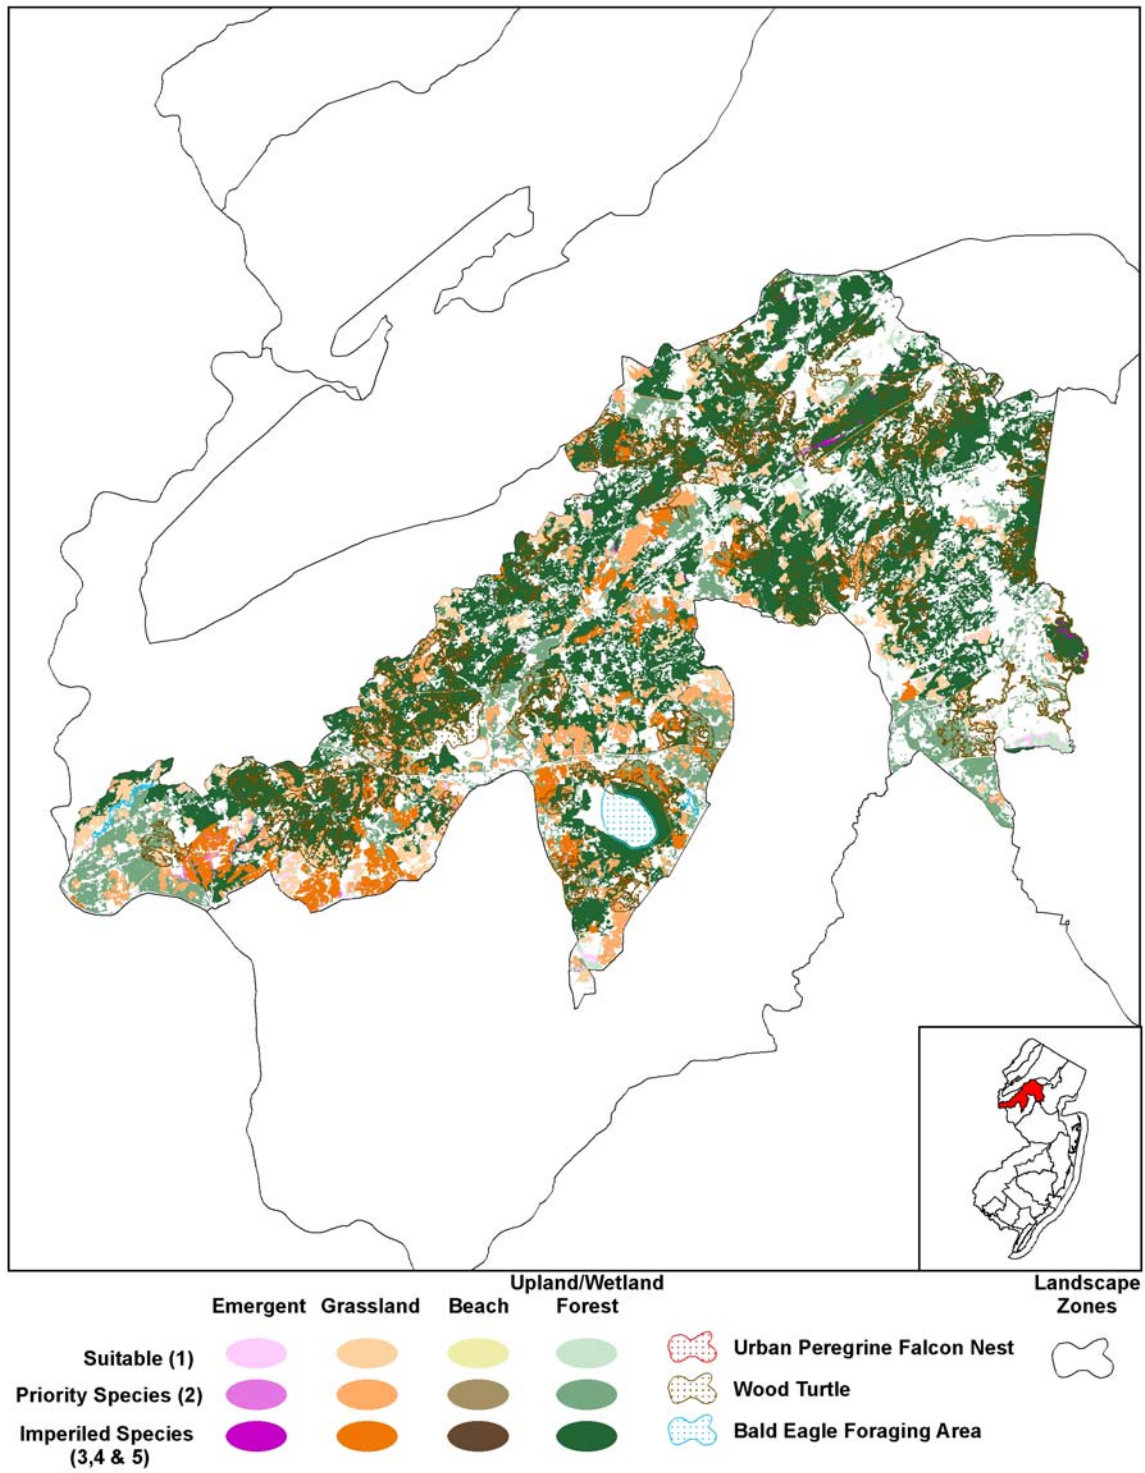 Upland/Wetland
Landscape
Emergent Grassland Beach Forest Zones
Suitable (1)
Urban Peregrine Falcon Nest
Priority Species (2)
Wood Turtle
Imperiled Species
(3,4 & 5)
Bald Eagle Foraging Area